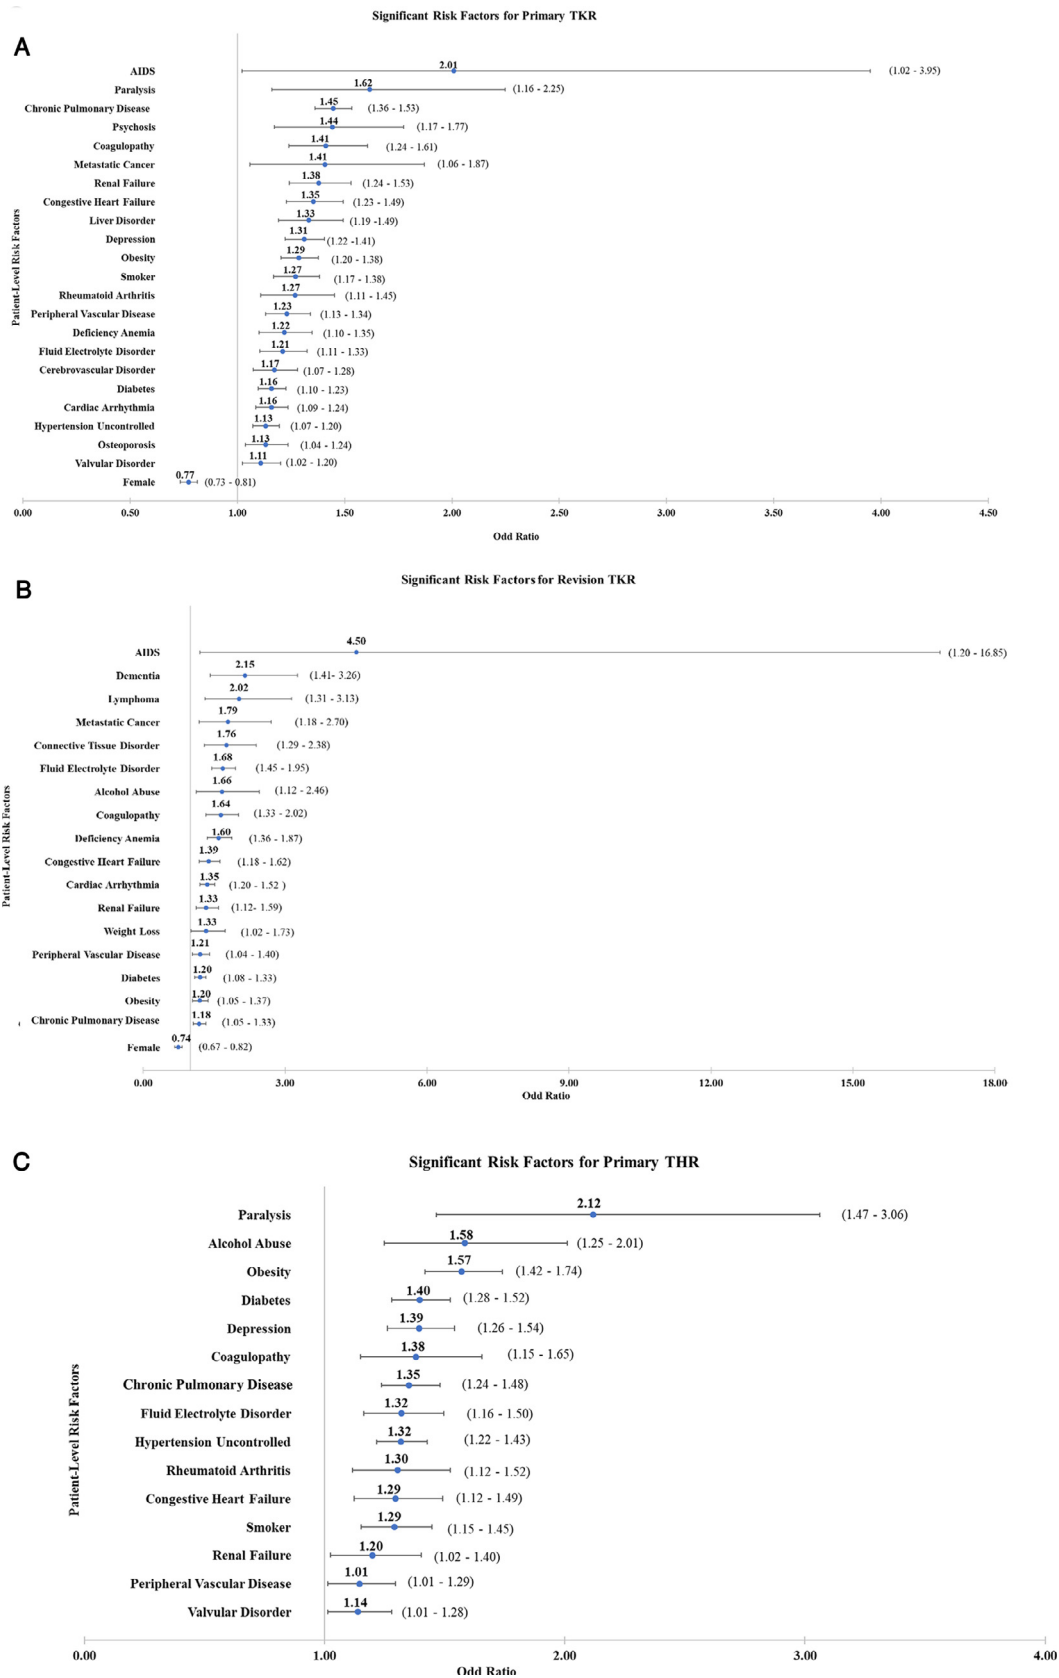 Significant Risk Factors for Primary TKR
A
AIDS 2.01 (1.02 - 3.95)
Paralysis 1.62 (1.16 - 2.25)
Chronic Pulmonary Disease 1.45 (1.36 - 1.53)
Psychosis 1.44 (1.17 - 1.77)
Coagulopathy 1.41 (1.24 - 1.61)
Metastatic Cancer 1.41 (1.06 - 1.87)
Renal Failure 1.38 (1.24 - 1.53)
Congestive Heart Failure 1.35 (1.23 - 1.49)
Liver Disorder 1.33 (1.19 -1.49)
Depression 1.31 (1.22 -1.41)
Obesity 1.29 (1.20 - 1.38)
Smoker 1.27 (1.17 - 1.38)
Rheumatoid Arthritis 1.27 (1.11 - 1.45)
Peripheral Vascular Disease 1.23 (1.13 - 1.34)
Deficiency Anemia 1.22 (1.10 - 1.35)
Fluid Electrolyte Disorder 1.21 (1.11 - 1.33)
Cerebrovascular Disorder 1.17 (1.07 - 1.28)
Diabetes 1.16 (1.10 - 1.23)
Cardiac Arrhythmia 1.16 (1.09 - 1.24)
Hypertension Uncontrolled 1.13 (1.07 - 1.20)
Osteoporosis 1.13 (1.04 - 1.24)
Valvular Disorder 1.11 (1.02 - 1.20)
Female 0.77 (0.73 - 0.81)
Patient-Level Risk Factors
0.00 0.50 1.00 1.50 2.00 2.50 3.00 3.50 4.00 4.50
Odd Ratio
Significant Risk Factors for Revision TKR
B
AIDS 4.50 (1.20 - 16.85)
Dementia 2.15 (1.41- 3.26)
Lymphoma 2.02 (1.31 - 3.13)
Metastatic Cancer 1.79 (1.18 - 2.70)
Connective Tissue Disorder 1.76 (1.29 - 2.38)
Fluid Electrolyte Disorder 1.68 (1.45 - 1.95)
Alcohol Abuse 1.66 (1.12 - 2.46)
Coagulopathy 1.64 (1.33 - 2.02)
Deficiency Anemia 1.60 (1.36 - 1.87)
Congestive Heart Failure 1.39 (1.18 - 1.62)
Cardiac Arrhythmia 1.35 (1.20 - 1.52 )
Renal Failure 1.33 (1.12- 1.59)
Weight Loss 1.33 (1.02 - 1.73)
Peripheral Vascular Disease 1.21 (1.04 - 1.40)
Diabetes 1.20 (1.08 - 1.33)
Obesity 1.20 (1.05 - 1.37)
Chronic Pulmonary Disease 1.18 (1.05 - 1.33)
Female 0.74 (0.67 - 0.82)
Patient-Level Risk Factors
0.00 3.00 6.00 9.00 12.00 15.00 18.00
Odd Ratio
C
Significant Risk Factors for Primary THR
Paralysis 2.12 (1.47 - 3.06)
Alcohol Abuse 1.58 (1.25 - 2.01)
Obesity 1.57 (1.42 - 1.74)
Diabetes 1.40 (1.28 - 1.52)
Depression 1.39 (1.26 - 1.54)
Coagulopathy 1.38 (1.15 - 1.65)
Chronic Pulmonary Disease 1.35 (1.24 - 1.48)
Fluid Electrolyte Disorder 1.32 (1.16 - 1.50)
Hypertension Uncontrolled 1.32 (1.22 - 1.43)
Rheumatoid Arthritis 1.30 (1.12 - 1.52)
Congestive Heart Failure 1.29 (1.12 - 1.49)
Smoker 1.29 (1.15 - 1.45)
Renal Failure 1.20 (1.02 - 1.40)
Peripheral Vascular Disease 1.01 (1.01 - 1.29)
Valvular Disorder 1.14 (1.01 - 1.28)
Patient-Level Risk Factors
0.00 1.00 2.00 3.00 4.00
Odd Ratio